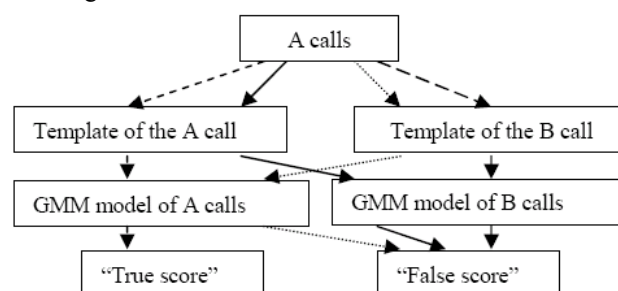 A calls
Template of the A call
Template of the B call
GMM model of A calls
GMM model of B calls
“True score”
“False score”